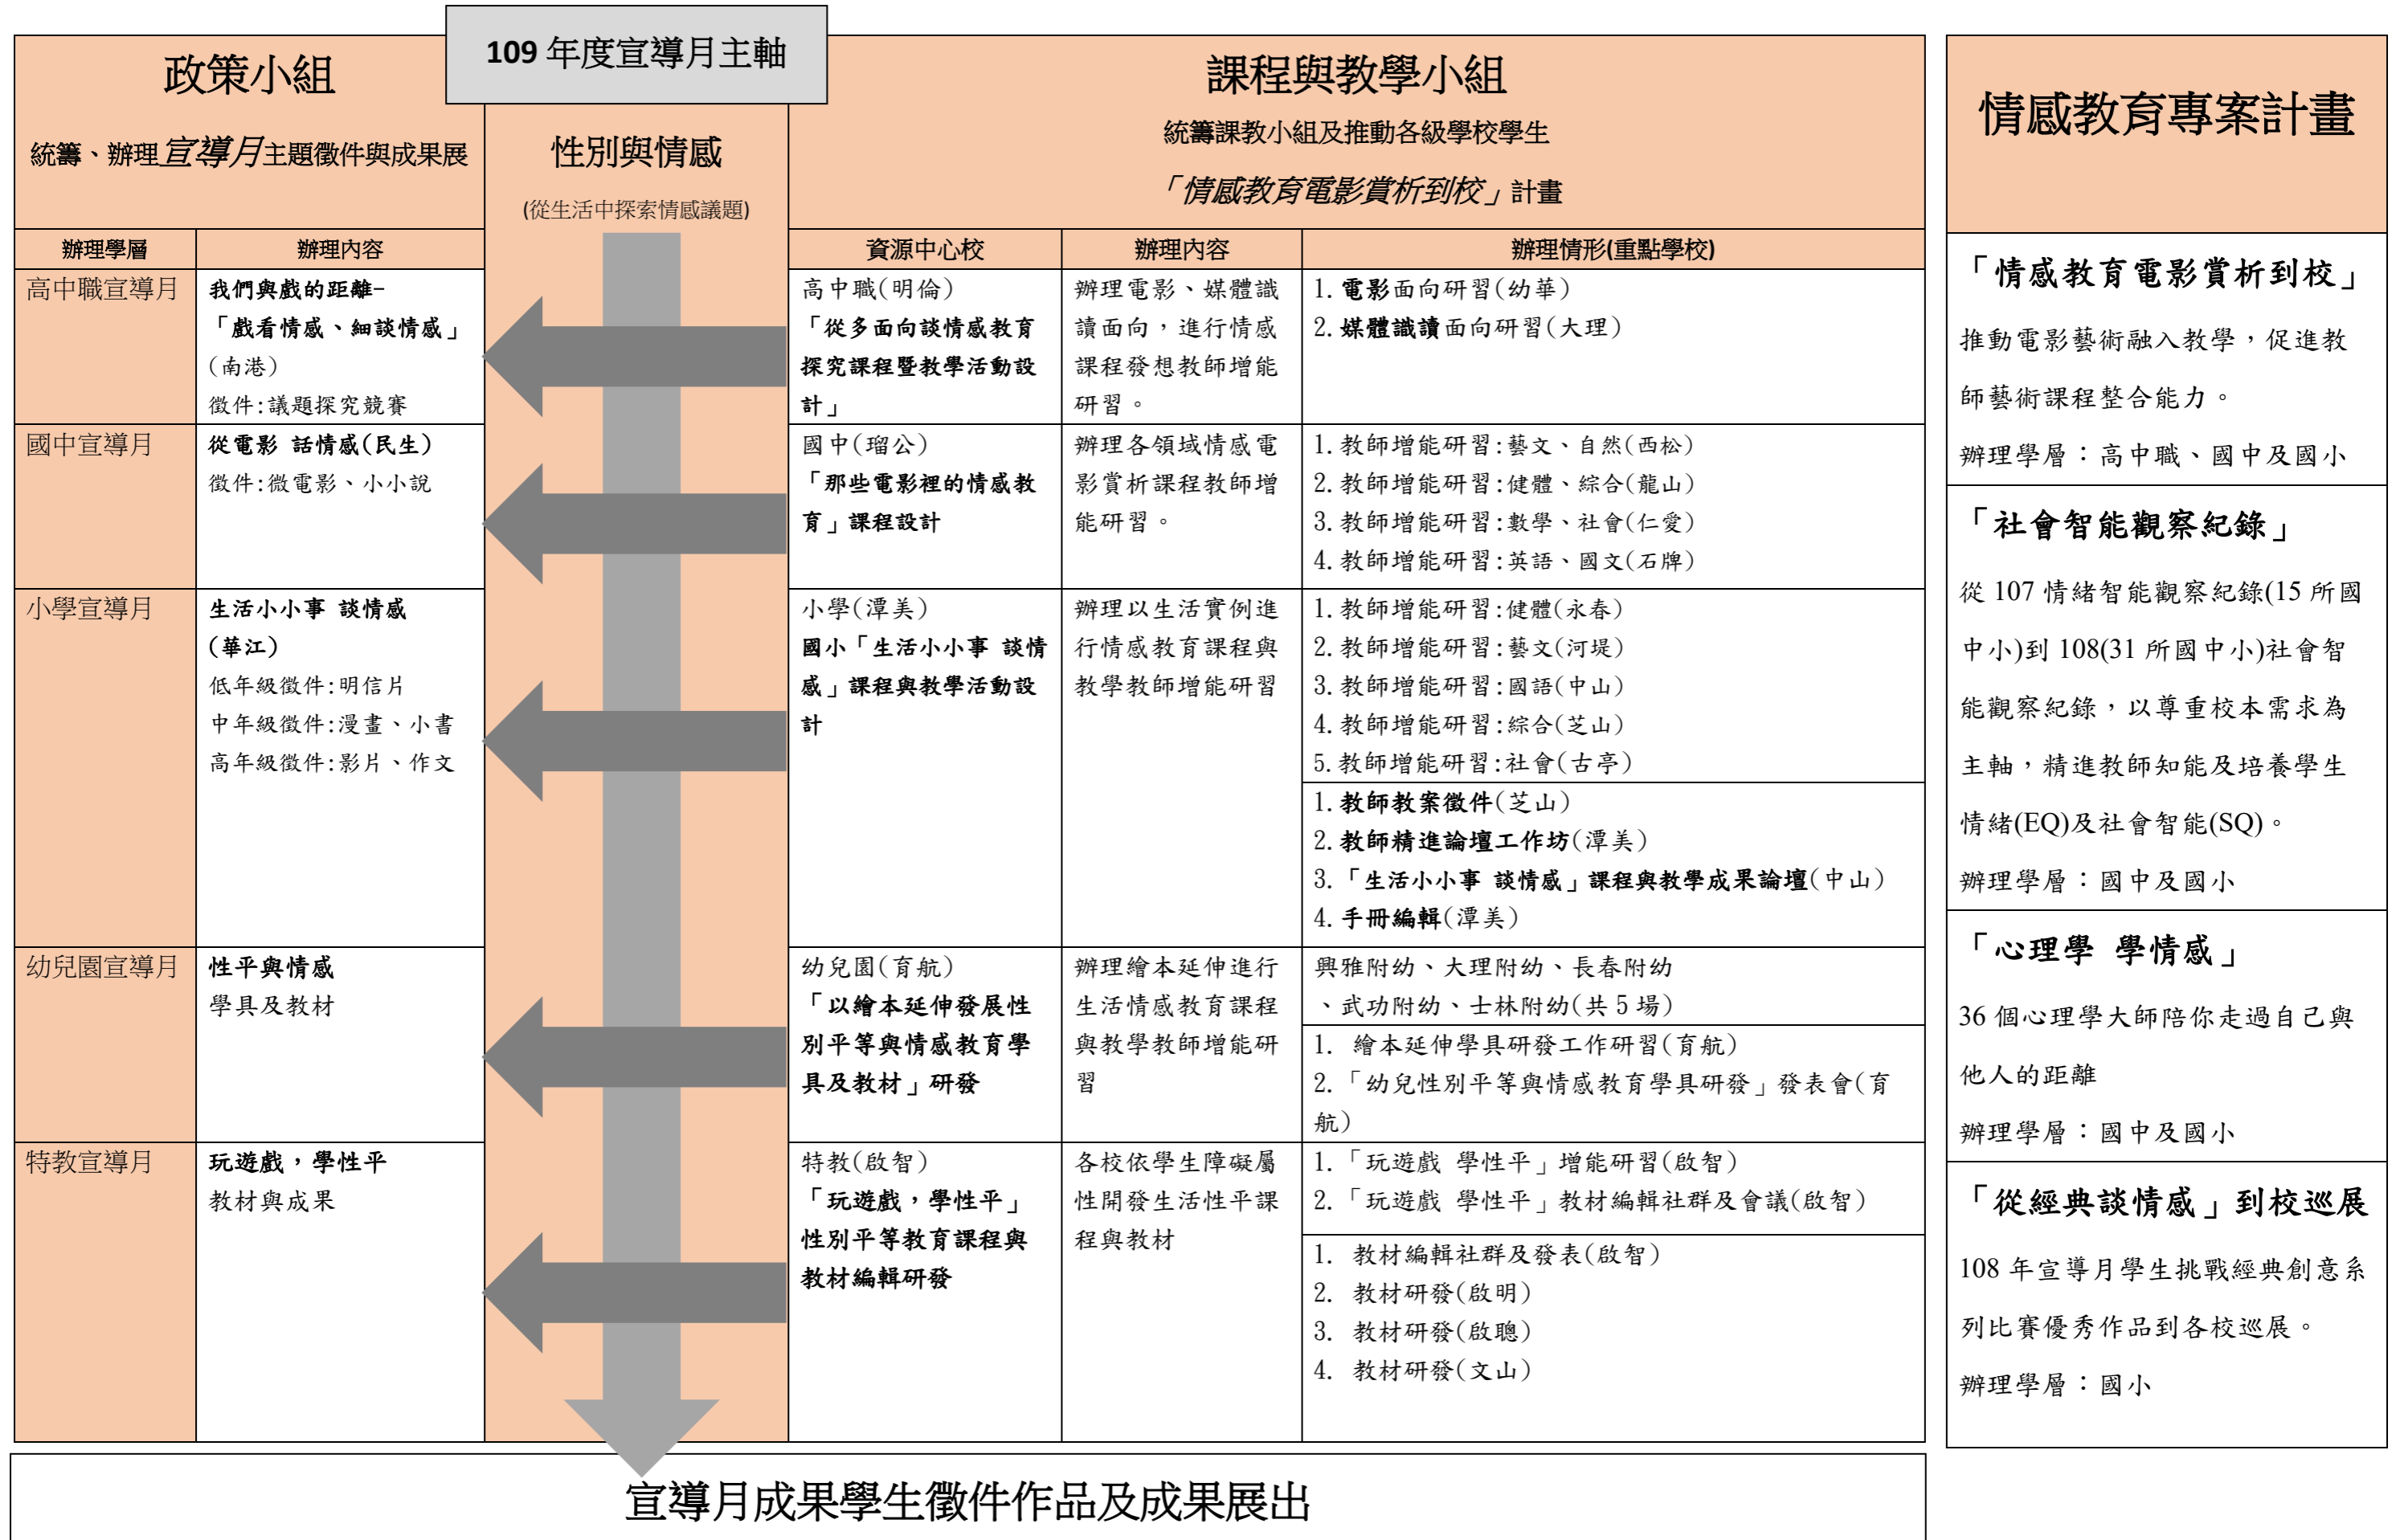 109 年度宣導月主軸
政策小組
統籌、辦理宣導月主題徵件與成果展
性別與情感
(從生活中探索情感議題)
課程與教學小組
統籌課教小組及推動各級學校學生
「情感教育電影賞析到校」計畫
辦理學層
辦理內容
資源中心校
辦理內容
辦理情形(重點學校)
高中職宣導月
我們與戲的距離-
「戲看情感、細談情感」
(南港)
徵件:議題探究競賽
高中職(明倫)
「從多面向談情感教育
探究課程暨教學活動設
計」
辦理電影、媒體識
讀面向，進行情感
課程發想教師增能
研習。
1.電影面向研習(幼華)
2.媒體識讀面向研習(大理)
國中宣導月
從電影 話情感(民生)
徵件:微電影、小小說
國中(瑠公)
「那些電影裡的情感教
育」課程設計
辦理各領域情感電
影賞析課程教師增
能研習。
1.教師增能研習:藝文、自然(西松)
2.教師增能研習:健體、綜合(龍山)
3.教師增能研習:數學、社會(仁愛)
4.教師增能研習:英語、國文(石牌)
小學宣導月
生活小小事 談情感
(華江)
低年級徵件:明信片
中年級徵件:漫畫、小書
高年級徵件:影片、作文
小學(潭美)
國小「生活小小事 談情
感」課程與教學活動設
計
辦理以生活實例進
行情感教育課程與
教學教師增能研習
1.教師增能研習:健體(永春)
2.教師增能研習:藝文(河堤)
3.教師增能研習:國語(中山)
4.教師增能研習:綜合(芝山)
5.教師增能研習:社會(古亭)
1.教師教案徵件(芝山)
2.教師精進論壇工作坊(潭美)
3.「生活小小事 談情感」課程與教學成果論壇(中山)
4.手冊編輯(潭美)
幼兒園宣導月
性平與情感
學具及教材
幼兒園(育航)
「以繪本延伸發展性
別平等與情感教育學
具及教材」研發
辦理繪本延伸進行
生活情感教育課程
與教學教師增能研
習
興雅附幼、大理附幼、長春附幼
、武功附幼、士林附幼(共 5 場)
1. 繪本延伸學具研發工作研習(育航)
2.「幼兒性別平等與情感教育學具研發」發表會(育
航)
特教宣導月
玩遊戲，學性平
教材與成果
特教(啟智)
「玩遊戲，學性平」
性別平等教育課程與
教材編輯研發
各校依學生障礙屬
性開發生活性平課
程與教材
1.「玩遊戲 學性平」增能研習(啟智)
2.「玩遊戲 學性平」教材編輯社群及會議(啟智)
1. 教材編輯社群及發表(啟智)
2. 教材研發(啟明)
3. 教材研發(啟聰)
4. 教材研發(文山)
宣導月成果學生徵件作品及成果展出
情感教育專案計畫
「情感教育電影賞析到校」
推動電影藝術融入教學，促進教
師藝術課程整合能力。
辦理學層：高中職、國中及國小
「社會智能觀察紀錄」
從 107 情緒智能觀察紀錄(15 所國
中小)到 108(31 所國中小)社會智
能觀察紀錄，以尊重校本需求為
主軸，精進教師知能及培養學生
情緒(EQ)及社會智能(SQ)。
辦理學層：國中及國小
「心理學 學情感」
36 個心理學大師陪你走過自己與
他人的距離
辦理學層：國中及國小
「從經典談情感」到校巡展
108 年宣導月學生挑戰經典創意系
列比賽優秀作品到各校巡展。
辦理學層：國小